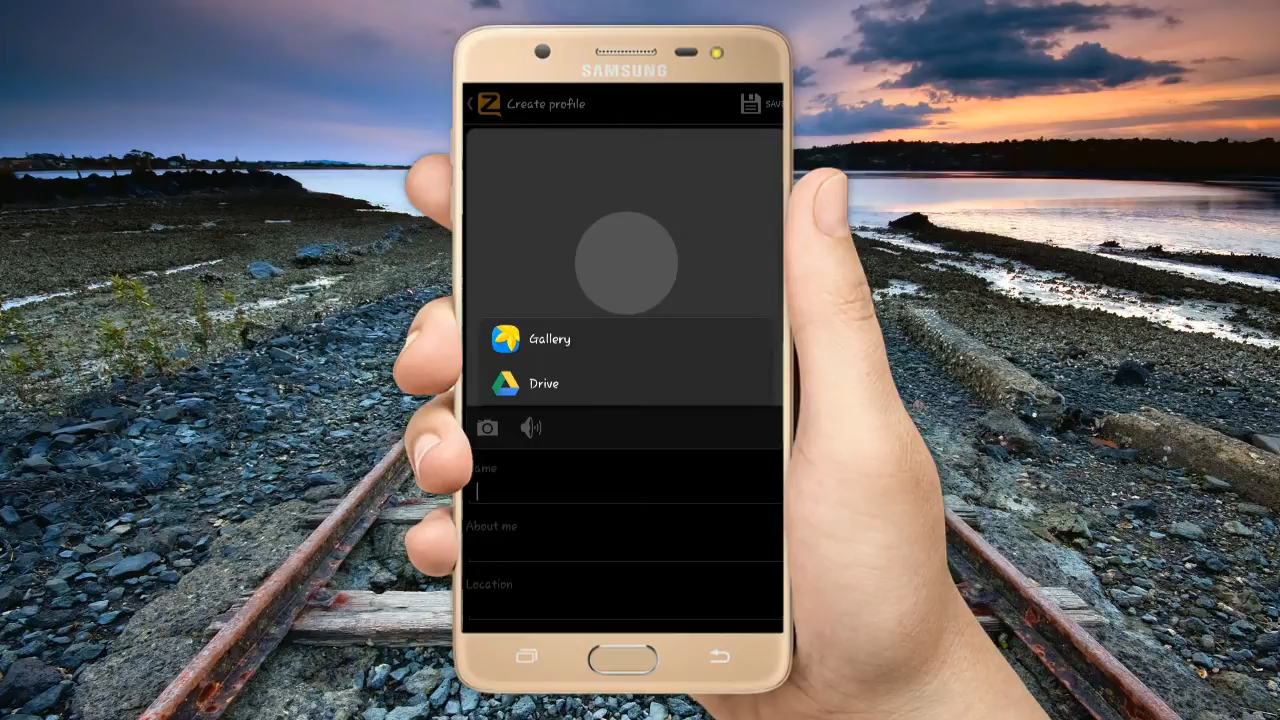 SAMSUNG
Create profile
SAVE
Gallery
Drive
Name
About me
Location